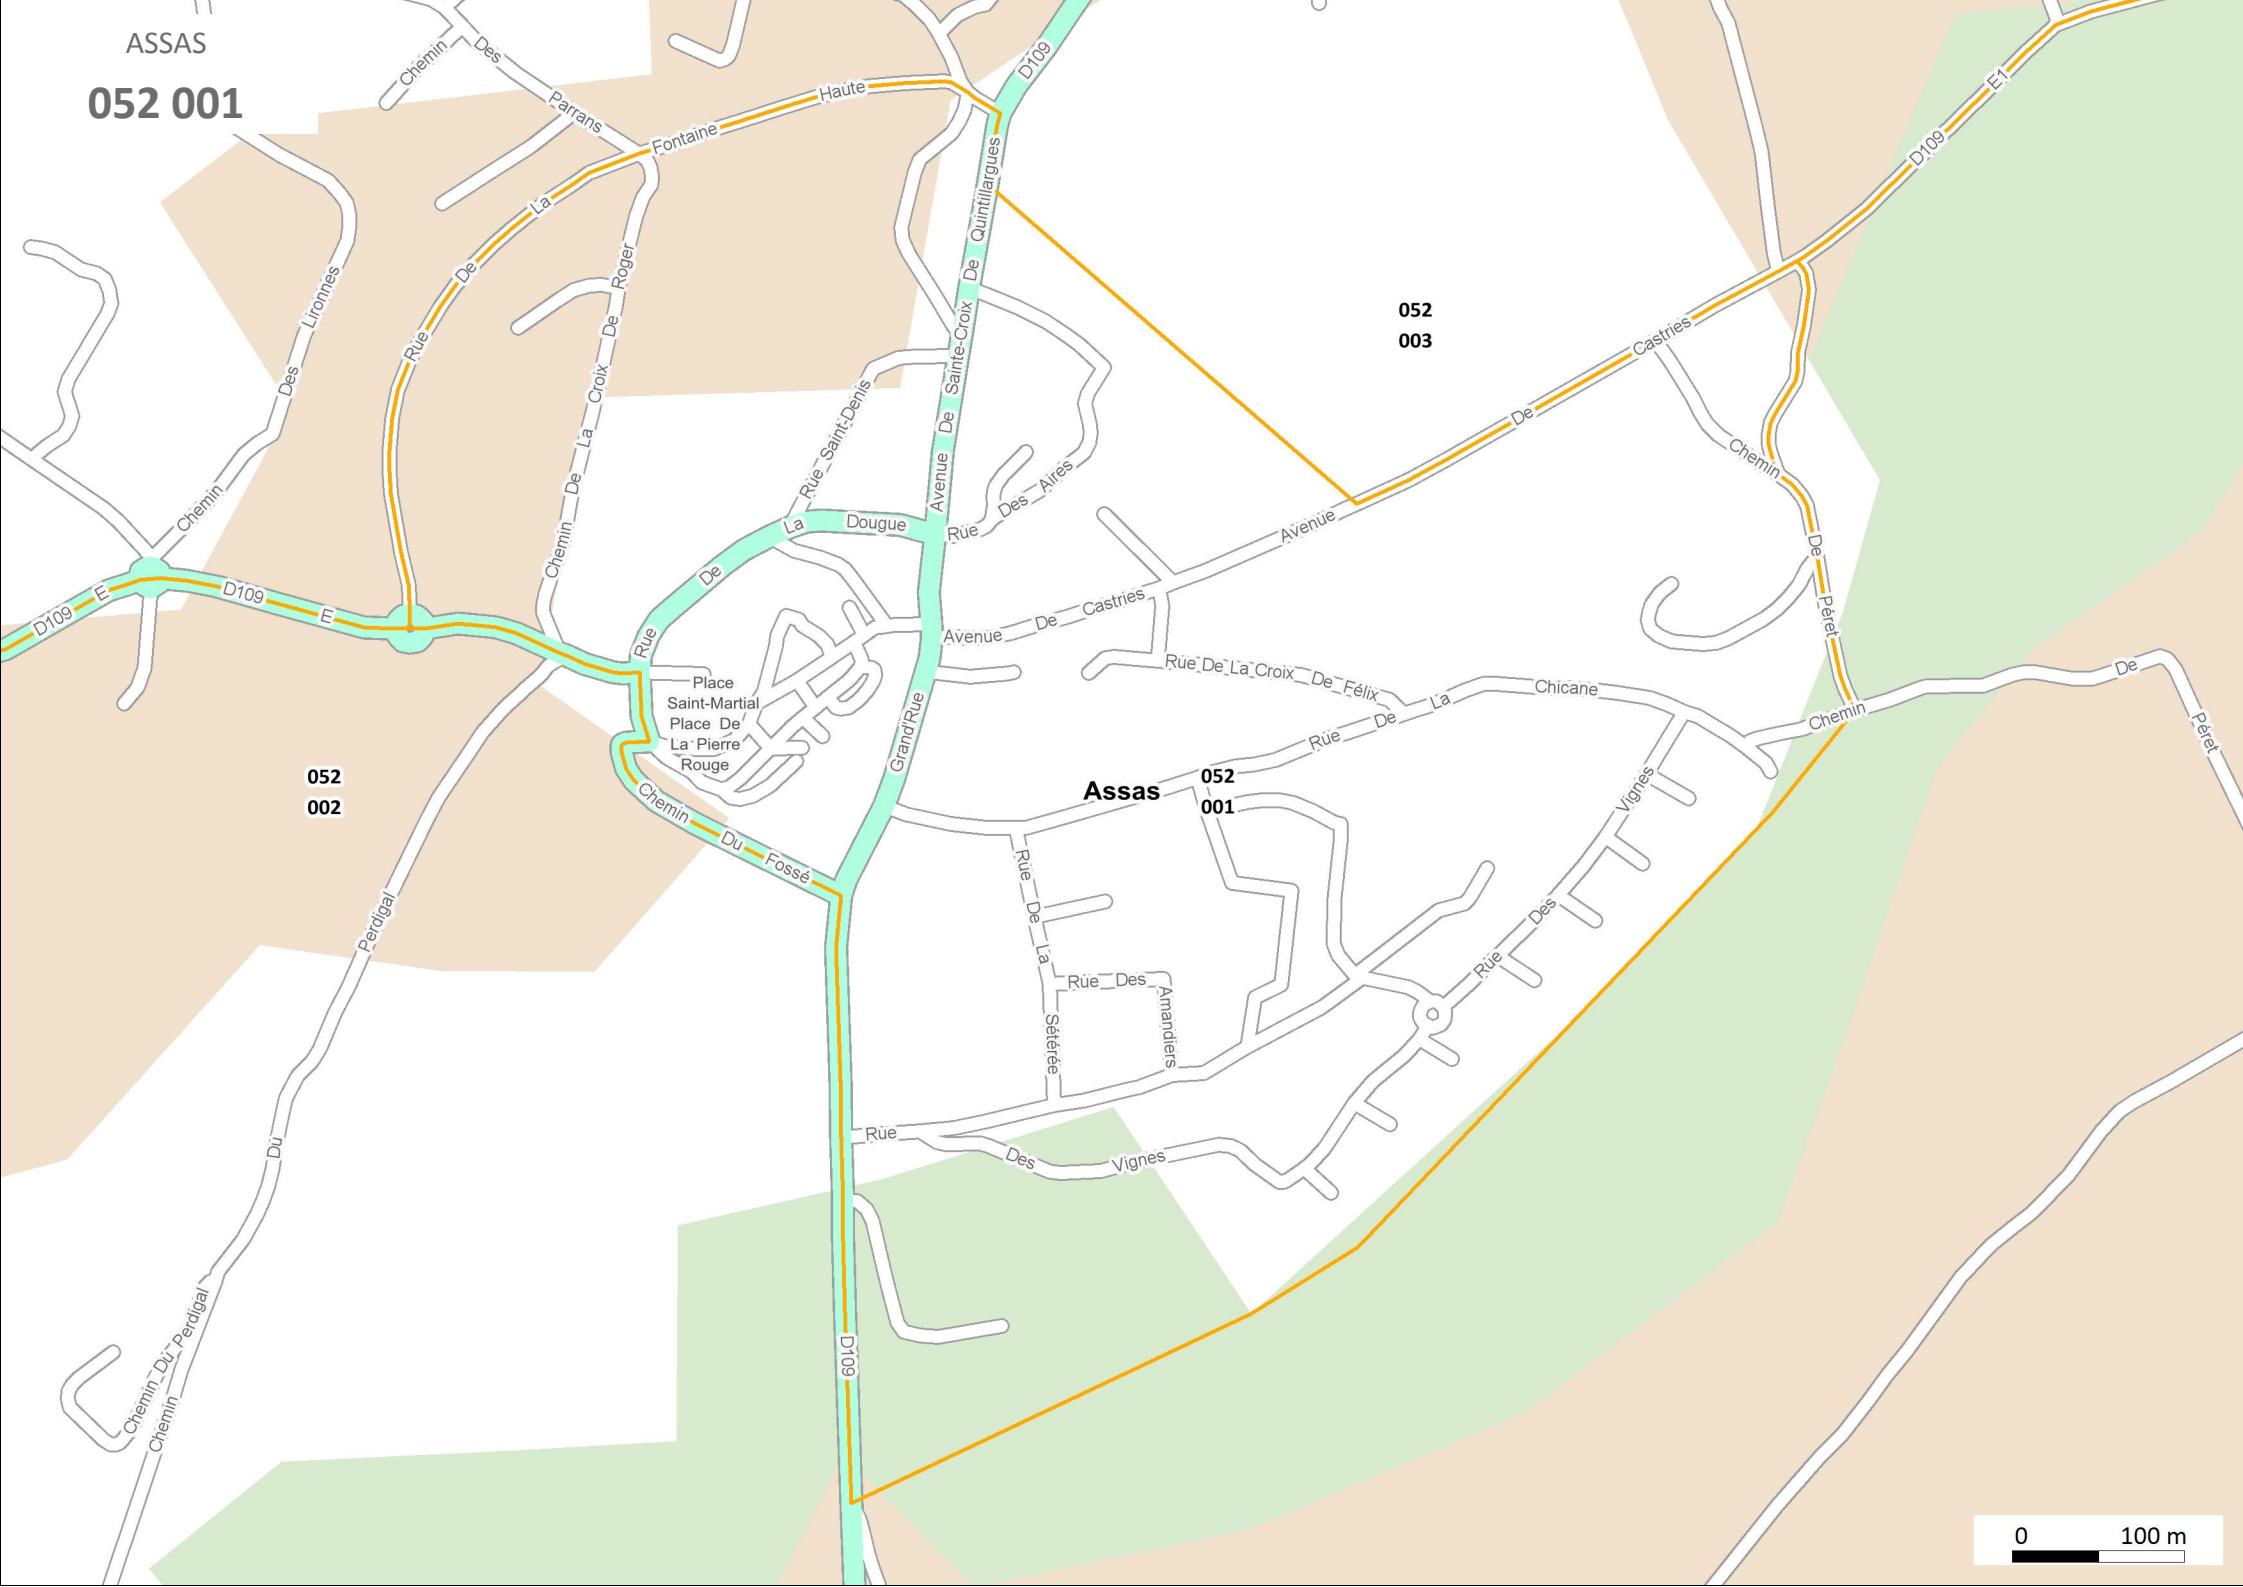 ASSAS
052 001
Chemin Des Parrans
D109
Rue De La Fontaine Haute
D109 E1
Chemin Des Lironnes
Chemin De La Croix De Roger
Avenue De Sainte-Croix De Quintillargues
052
003
Rue Saint-Denis
Rue Des Aires
Avenue De Castries
Avenue De Castries
Chemin De Péret
Rue De La Dougue
D109 E
D109 E
Place
Saint-Martial
Place De
La Pierre
Rouge
Grand'Rue
Rue De La Croix De Félix
Rue De La Chicane
Chemin De Péret
052
002
Assas
052
001
Chemin Du Fossé
Chemin Du Perdigal
Rue De La Sétérée
Rue Des Amandiers
Rue Des Vignes
Rue Des Vignes
D109
Chemin Du Perdigal
0 100 m